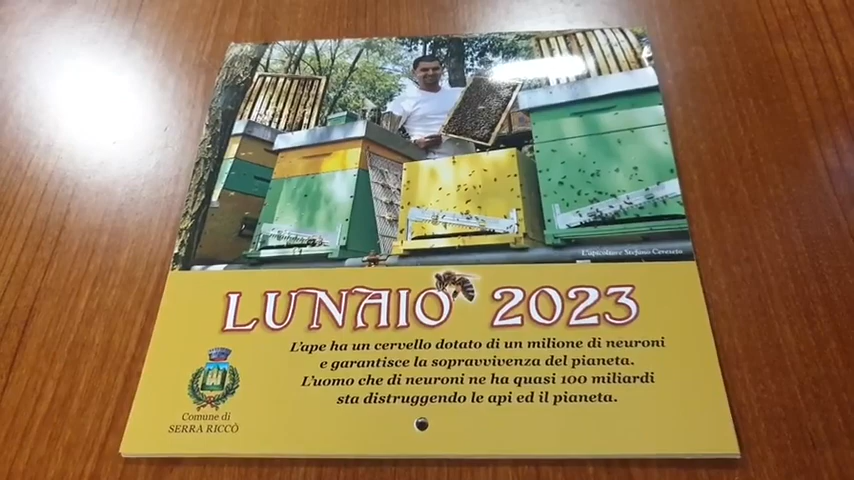 L'apicoltore Stefano Cevasco
LUNAIO 2023
L'ape ha un cervello dotato di un milione di neuroni
e garantisce la sopravvivenza del pianeta.
L'uomo che di neuroni ne ha quasi 100 miliardi
sta distruggendo le api ed il pianeta.
Comune di
SERRA RICCÒ